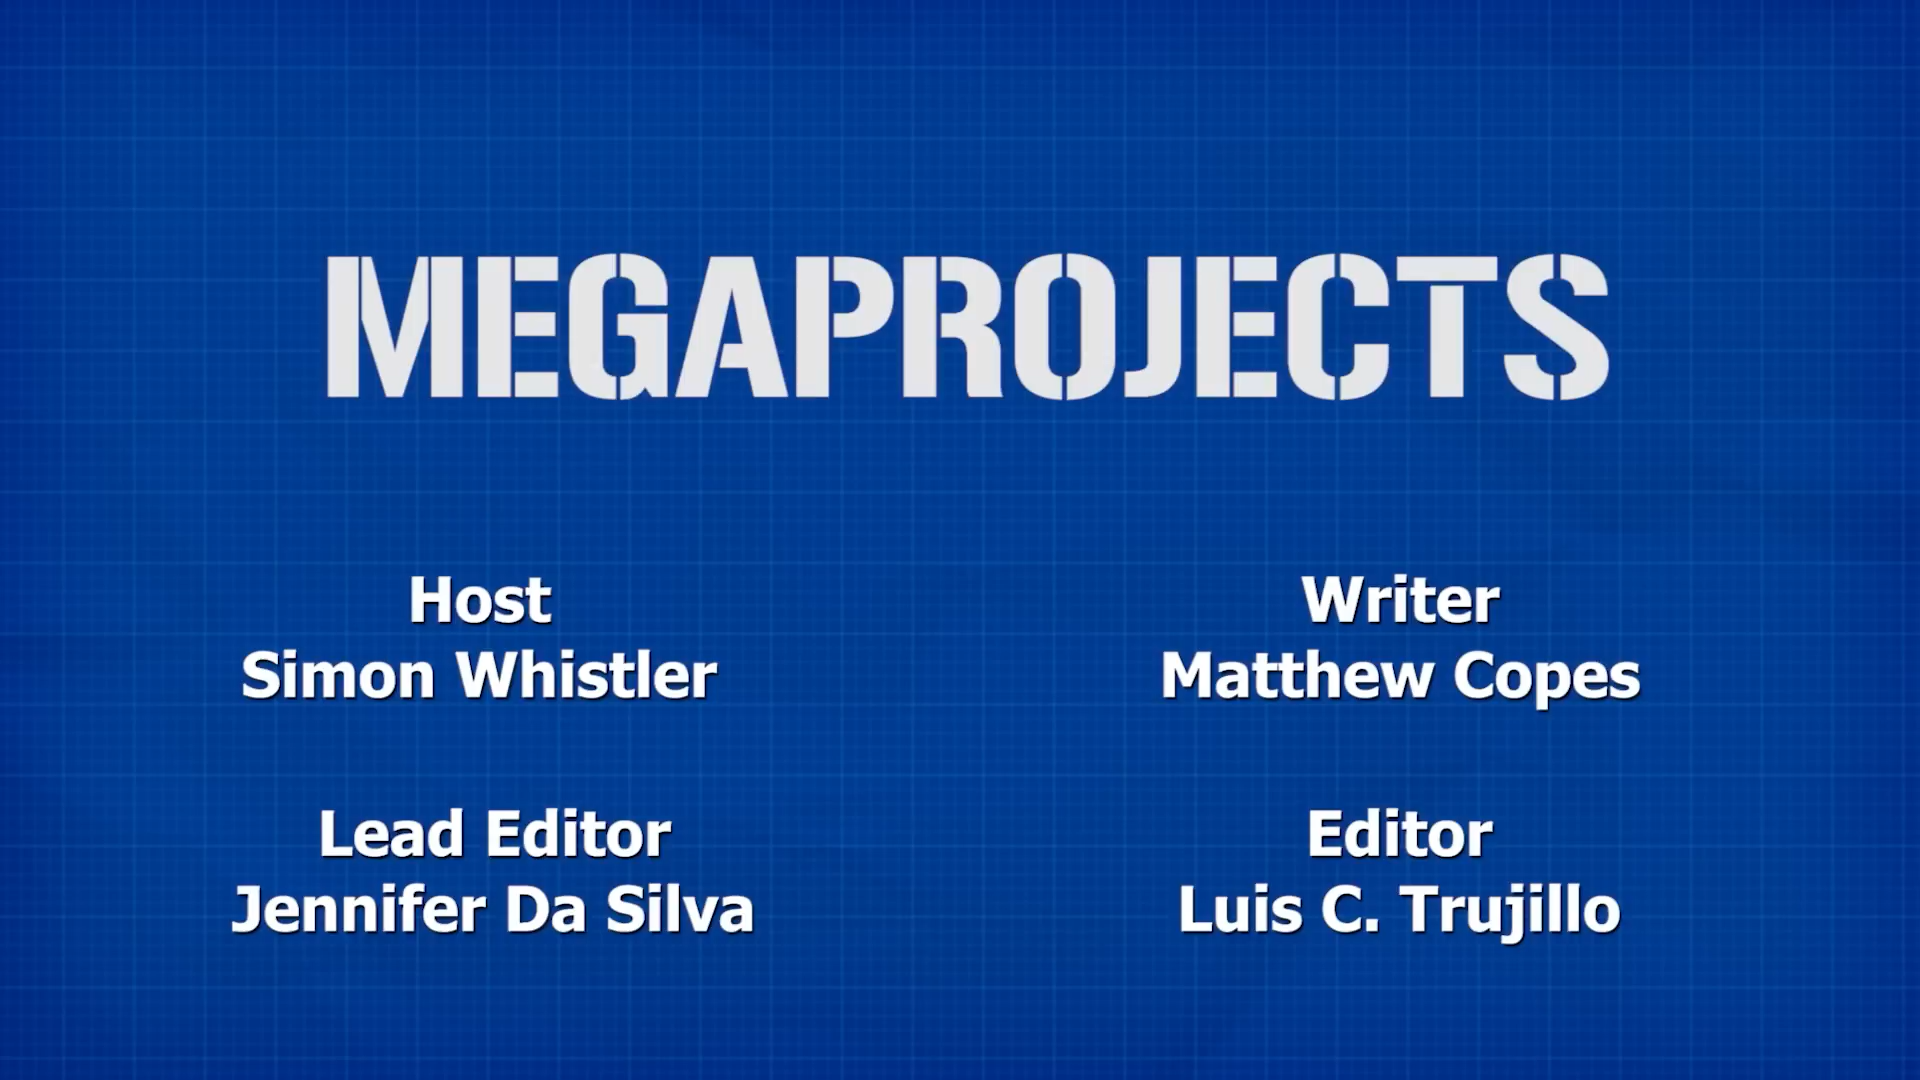 MEGAPROJECTS
Host
Simon Whistler
Writer
Matthew Copes
Lead Editor
Jennifer Da Silva
Editor
Luis C. Trujillo